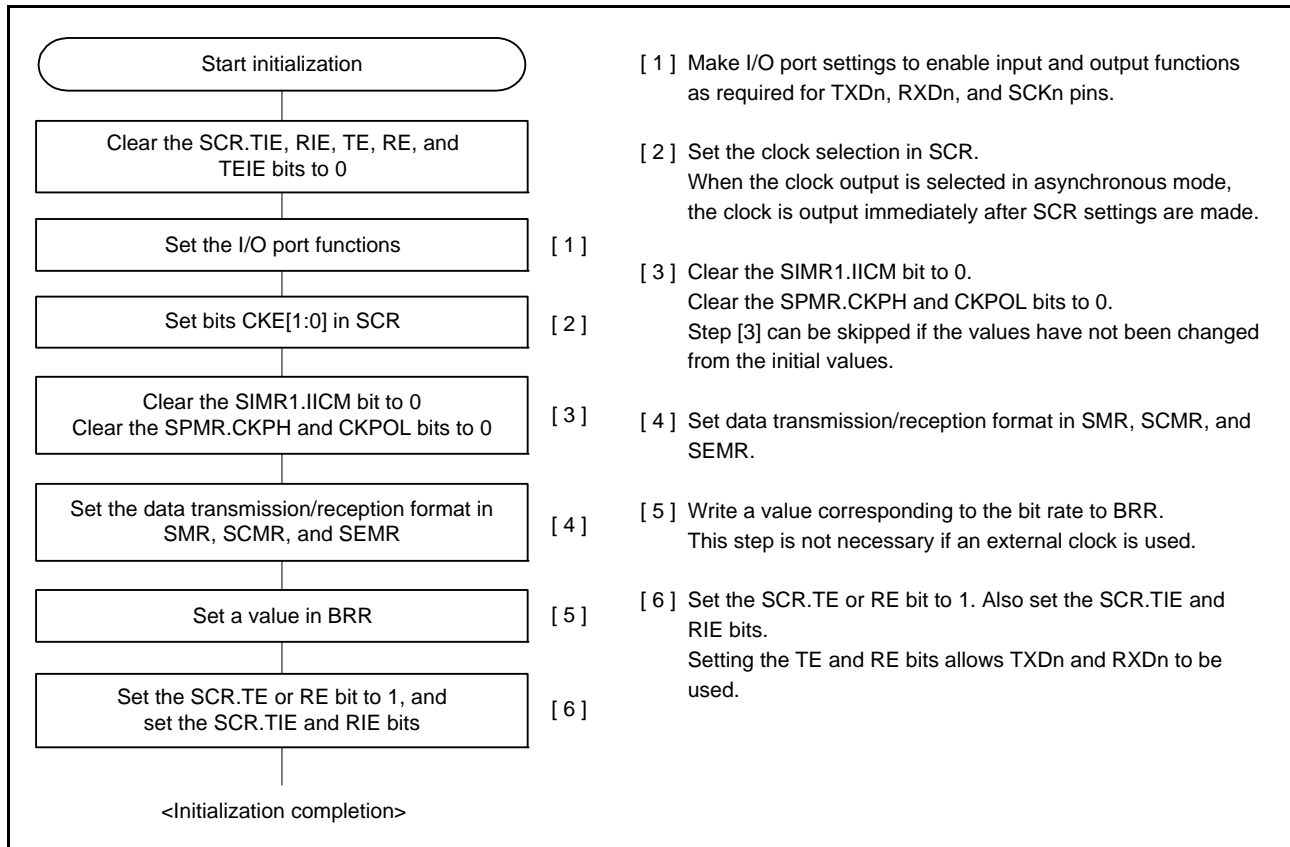 Start initialization
Clear the SCR.TIE, RIE, TE, RE, and
TEIE bits to 0
Set the I/O port functions
[ 1 ]
Set bits CKE[1:0] in SCR
[ 2 ]
Clear the SIMR1.IICM bit to 0
Clear the SPMR.CKPH and CKPOL bits to 0
[ 3 ]
Set the data transmission/reception format in
SMR, SCMR, and SEMR
[ 4 ]
Set a value in BRR
[ 5 ]
Set the SCR.TE or RE bit to 1, and
set the SCR.TIE and RIE bits
[ 6 ]
<Initialization completion>
[ 1 ] Make I/O port settings to enable input and output functions
as required for TXDn, RXDn, and SCKn pins.
[ 2 ] Set the clock selection in SCR.
When the clock output is selected in asynchronous mode,
the clock is output immediately after SCR settings are made.
[ 3 ] Clear the SIMR1.IICM bit to 0.
Clear the SPMR.CKPH and CKPOL bits to 0.
Step [3] can be skipped if the values have not been changed
from the initial values.
[ 4 ] Set data transmission/reception format in SMR, SCMR, and
SEMR.
[ 5 ] Write a value corresponding to the bit rate to BRR.
This step is not necessary if an external clock is used.
[ 6 ] Set the SCR.TE or RE bit to 1. Also set the SCR.TIE and
RIE bits.
Setting the TE and RE bits allows TXDn and RXDn to be
used.